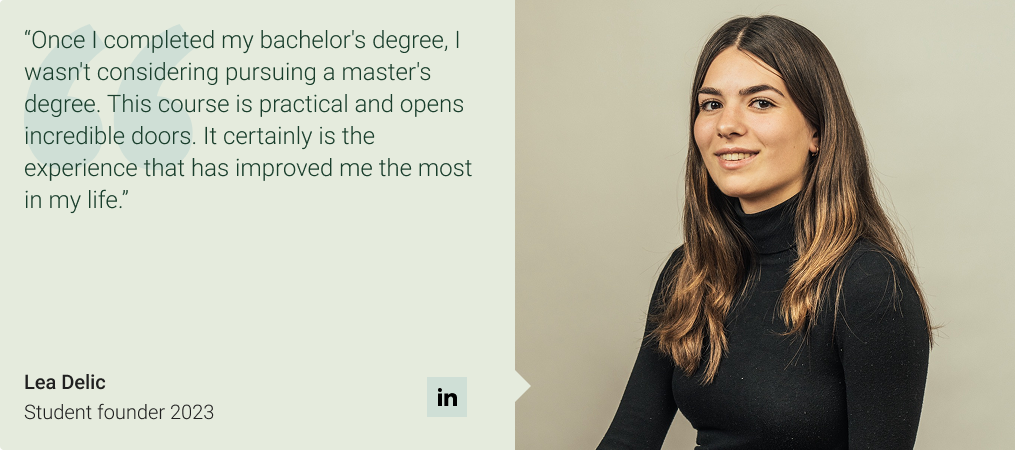 “Once I completed my bachelor's degree, I
wasn't considering pursuing a master's
degree. This course is practical and opens
incredible doors. It certainly is the
experience that has improved me the most
in my life.”
Lea Delic
Student founder 2023
in